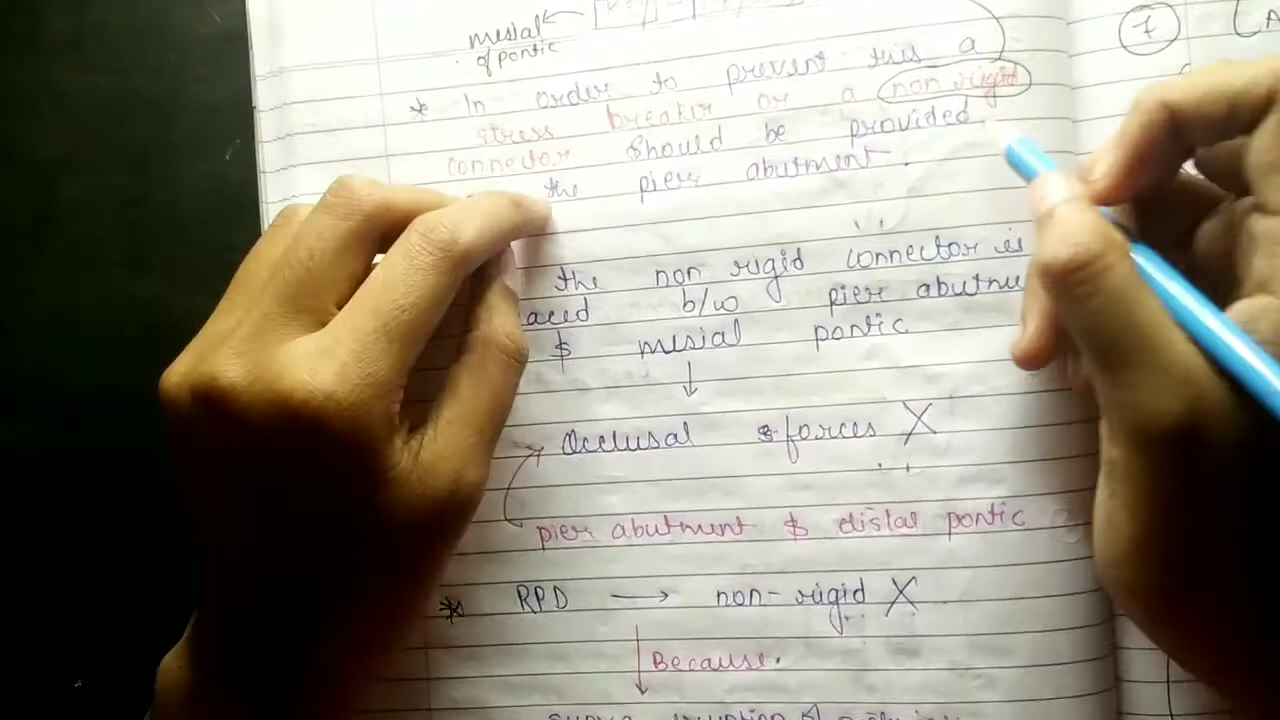 mesial
of pontic
* In order to prevent this a
stress breaker or a non rigid
connector should be provided
the pier abutment.
the non rigid connector is
aced b/w pier abutme
$ mesial pontic
Occlusal forces X
pier abutment $ distal pontic
* RPD → non-rigid X
Because.
7